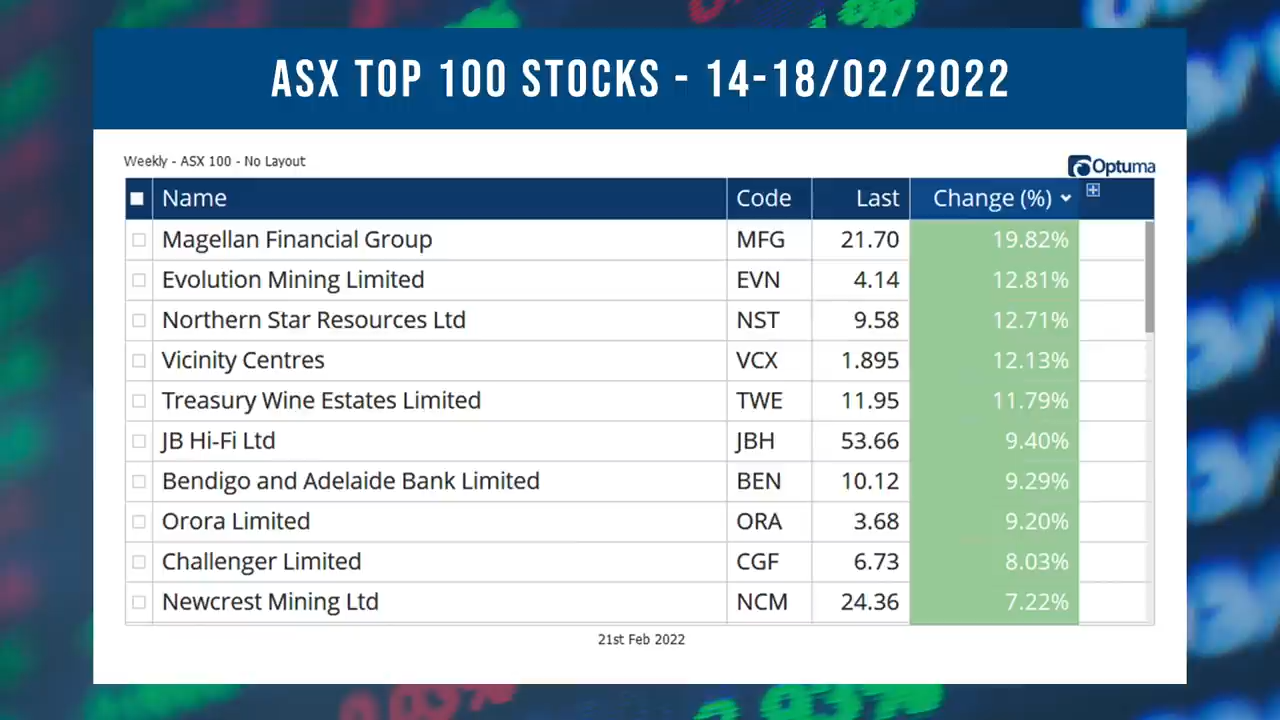 ASX TOP 100 STOCKS - 14-18/02/2022
Weekly - ASX 100 - No Layout
Optuma
Name Code Last Change (%)
Magellan Financial Group MFG 21.70 19.82%
Evolution Mining Limited EVN 4.14 12.81%
Northern Star Resources Ltd NST 9.58 12.71%
Vicinity Centres VCX 1.895 12.13%
Treasury Wine Estates Limited TWE 11.95 11.79%
JB Hi-Fi Ltd JBH 53.66 9.40%
Bendigo and Adelaide Bank Limited BEN 10.12 9.29%
Orora Limited ORA 3.68 9.20%
Challenger Limited CGF 6.73 8.03%
Newcrest Mining Ltd NCM 24.36 7.22%
21st Feb 2022